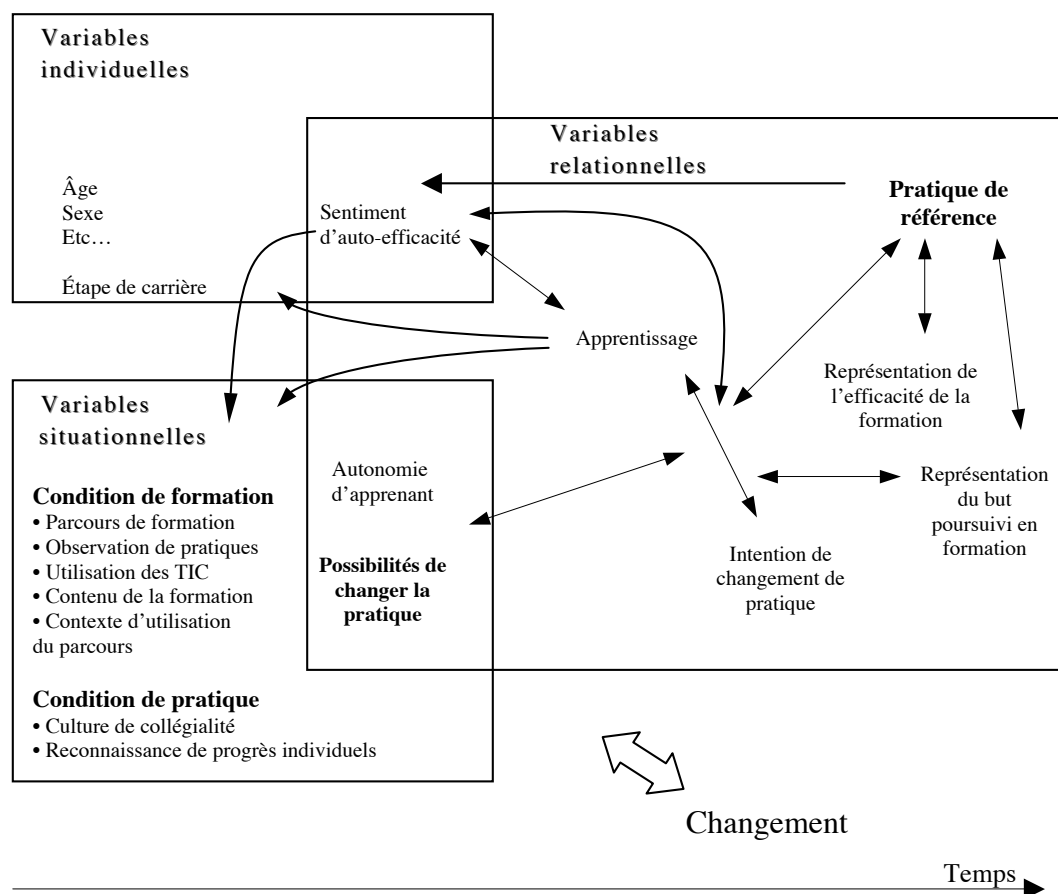 Variables
individuelles
Âge
Sexe
Etc…
Étape de carrière
Variables
relationnelles
Sentiment
d’auto-efficacité
Pratique de
référence
Apprentissage
Représentation de
l’efficacité de la
formation
Représentation
du but
poursuivi en
formation
Intention de
changement de
pratique
Variables
situationnelles
Condition de formation
• Parcours de formation
• Observation de pratiques
• Utilisation des TIC
• Contenu de la formation
• Contexte d’utilisation
du parcours
Condition de pratique
• Culture de collégialité
• Reconnaissance de progrès individuels
Autonomie
d’apprenant
Possibilités de
changer la
pratique
Changement
Temps